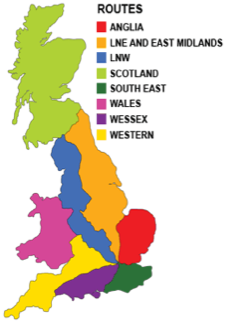 ROUTES
ANGLIA
LNE AND EAST MIDLANDS
LNW
SCOTLAND
SOUTH EAST
WALES
WESSEX
WESTERN